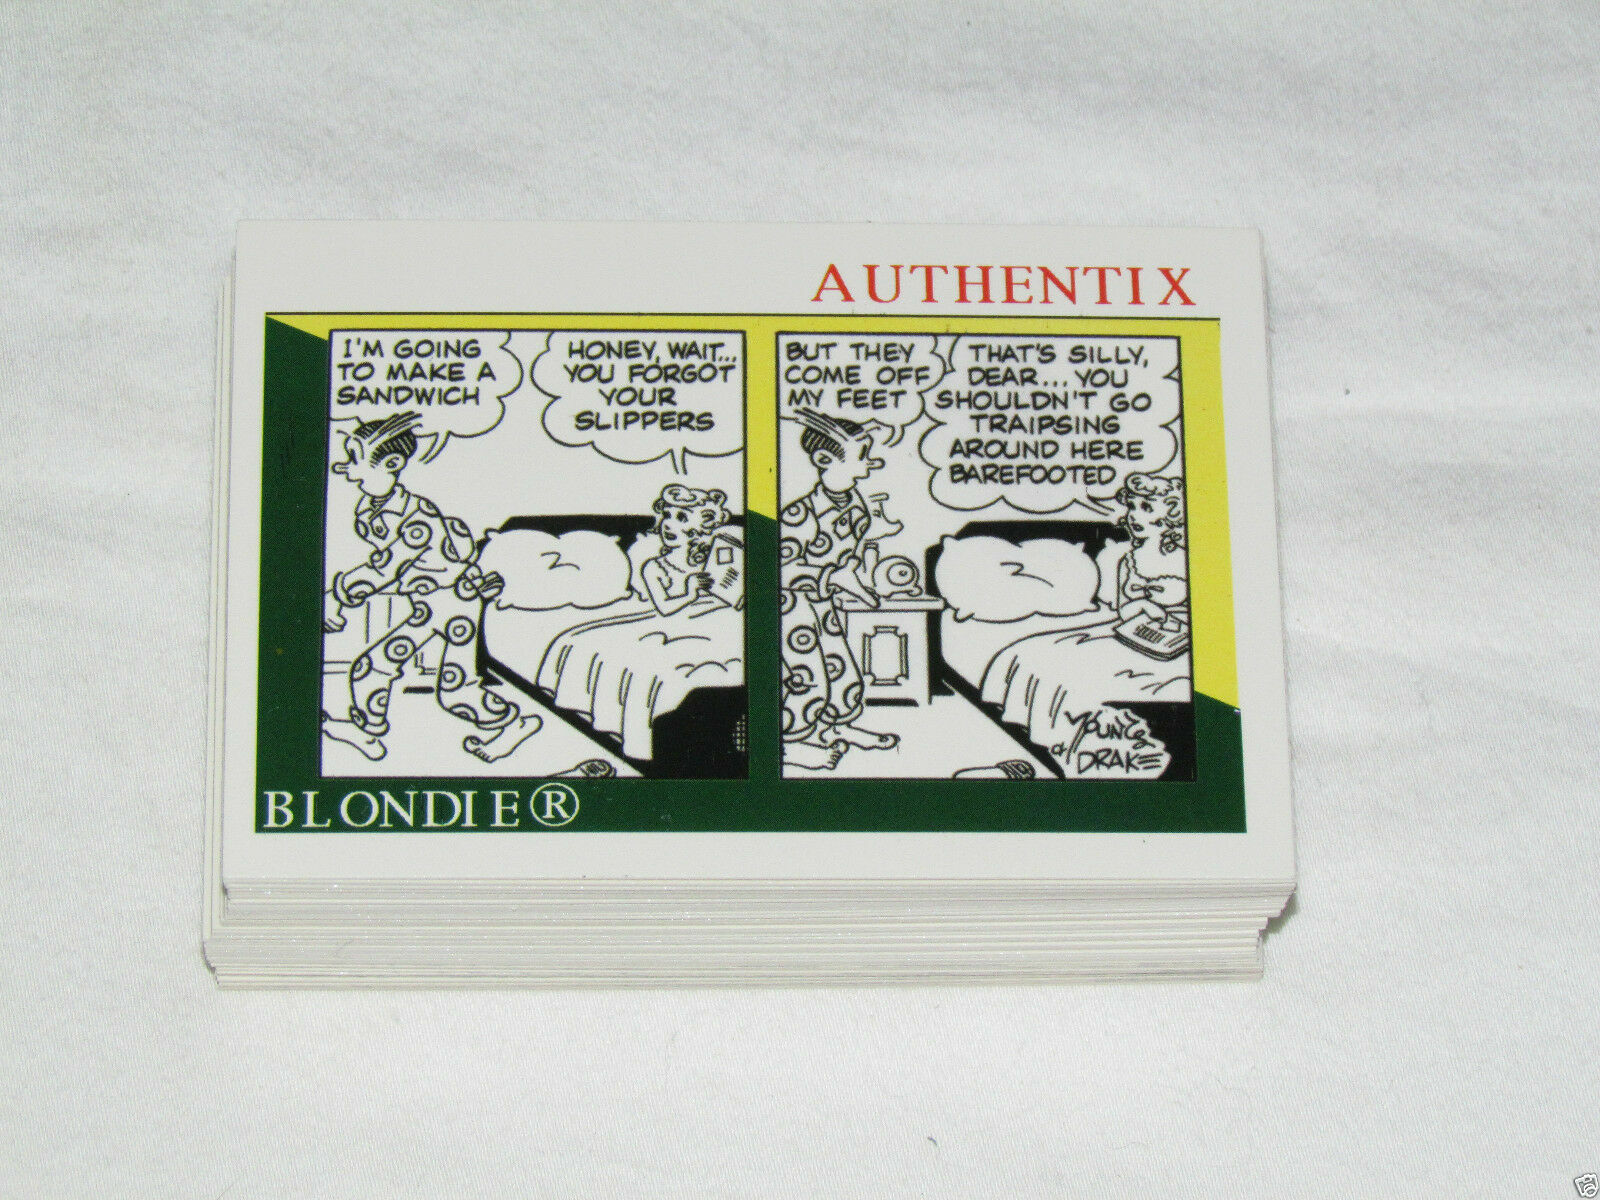 AUTHENTIX
I'M GOING
TO MAKE A
SANDWICH
HONEY, WAIT...
YOU FORGOT
YOUR
SLIPPERS
BUT THEY
COME OFF
MY FEET
THAT'S SILLY,
DEAR... YOU
SHOULDN'T GO
TRAIPSING
AROUND HERE
BAREFOOTED
YOUNG
&
DRAKE
BLONDIE®